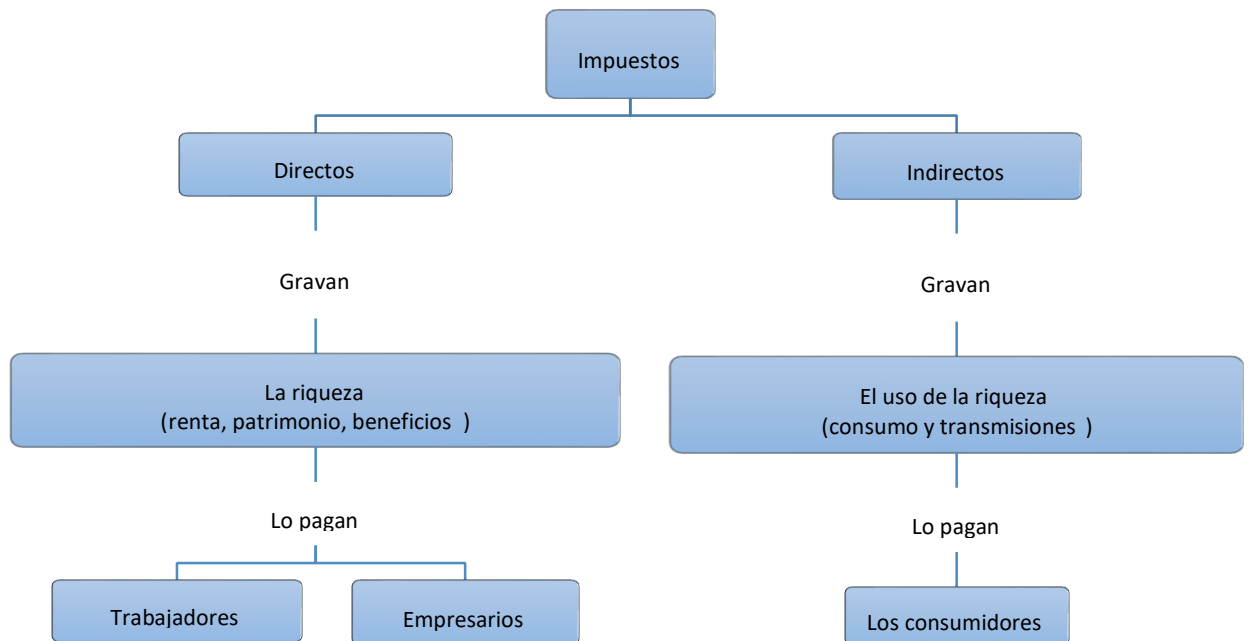 Impuestos
Directos
Indirectos
Gravan
Gravan
La riqueza
(renta, patrimonio, beneficios )
El uso de la riqueza
(consumo y transmisiones )
Lo pagan
Lo pagan
Trabajadores
Empresarios
Los consumidores